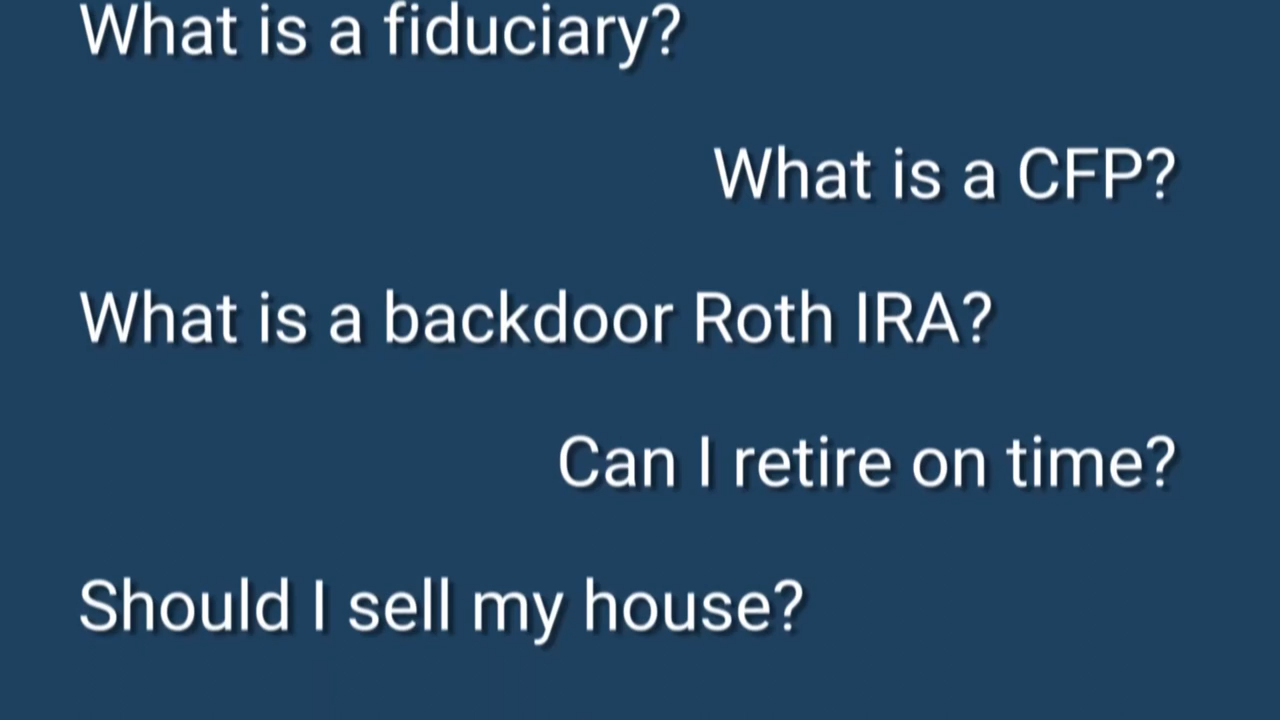 What is a fiduciary?
What is a CFP?
What is a backdoor Roth IRA?
Can I retire on time?
Should I sell my house?